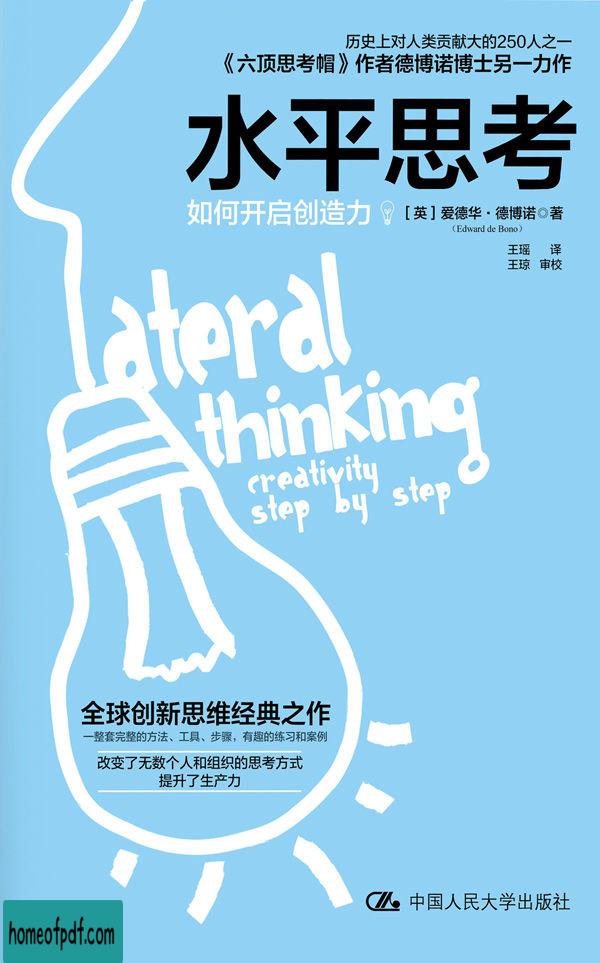 历史上对人类贡献大的250人之一
《六顶思考帽》作者德博诺博士另一力作
水平思考
如何开启创造力
[英]爱德华·德博诺◎著
(Edward de Bono)
王瑶 译
王琼 审校
Lateral
thinking
creativity
step by step
全球创新思维经典之作
一整套完整的方法、工具、步骤,有趣的练习和案例
改变了无数个人和组织的思考方式
提升了生产力
中国人民大学出版社
homeofpdf.com